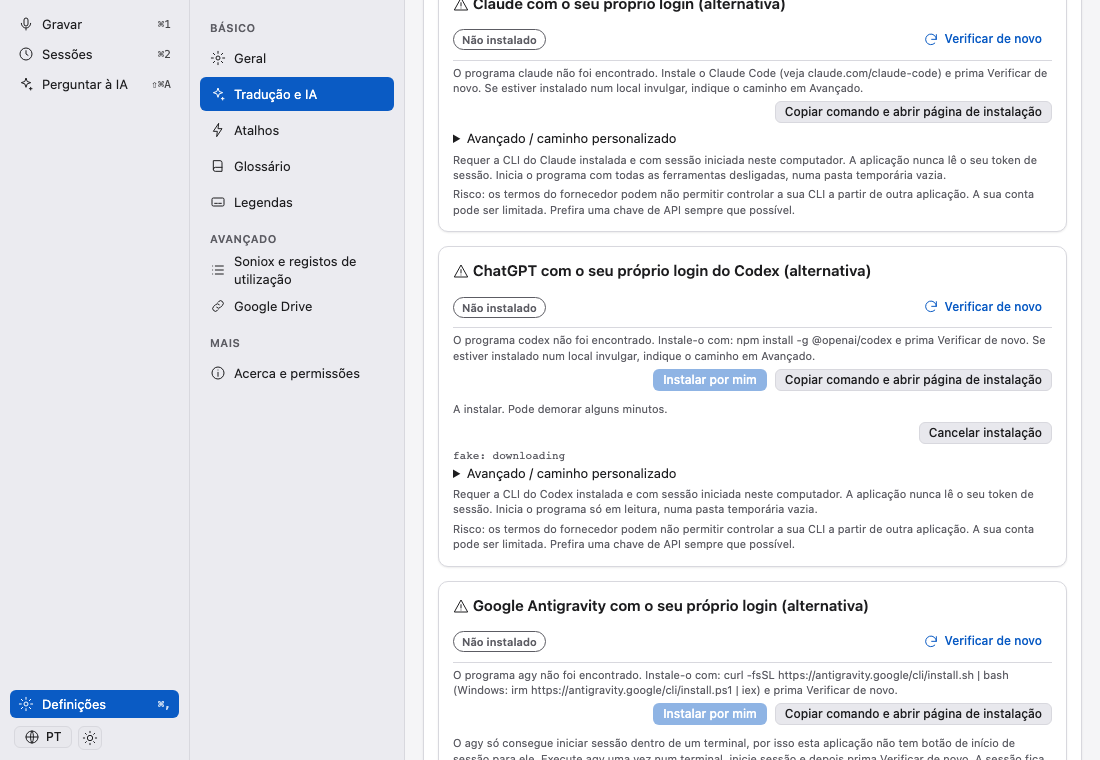 Gravar ⌘1
Sessões ⌘2
Perguntar à IA ⇧⌘A
Definições ⌘,
PT
BÁSICO
Geral
Tradução e IA
Atalhos
Glossário
Legendas
AVANÇADO
Soniox e registos de
utilização
Google Drive
MAIS
Acerca e permissões
Claude com o seu próprio login (alternativa)
Não instalado
Verificar de novo
O programa claude não foi encontrado. Instale o Claude Code (veja claude.com/claude-code) e prima Verificar de
novo. Se estiver instalado num local invulgar, indique o caminho em Avançado.
Copiar comando e abrir página de instalação
Avançado / caminho personalizado
Requer a CLI do Claude instalada e com sessão iniciada neste computador. A aplicação nunca lê o seu token de
sessão. Inicia o programa com todas as ferramentas desligadas, numa pasta temporária vazia.
Risco: os termos do fornecedor podem não permitir controlar a sua CLI a partir de outra aplicação. A sua conta
pode ser limitada. Prefira uma chave de API sempre que possível.
ChatGPT com o seu próprio login do Codex (alternativa)
Não instalado
Verificar de novo
O programa codex não foi encontrado. Instale-o com: npm install -g @openai/codex e prima Verificar de novo. Se
estiver instalado num local invulgar, indique o caminho em Avançado.
Instalar por mim
Copiar comando e abrir página de instalação
A instalar. Pode demorar alguns minutos.
Cancelar instalação
fake: downloading
Avançado / caminho personalizado
Requer a CLI do Codex instalada e com sessão iniciada neste computador. A aplicação nunca lê o seu token de
sessão. Inicia o programa só em leitura, numa pasta temporária vazia.
Risco: os termos do fornecedor podem não permitir controlar a sua CLI a partir de outra aplicação. A sua conta
pode ser limitada. Prefira uma chave de API sempre que possível.
Google Antigravity com o seu próprio login (alternativa)
Não instalado
Verificar de novo
O programa agy não foi encontrado. Instale-o com: curl -fsSL https://antigravity.google/cli/install.sh | bash
(Windows: irm https://antigravity.google/cli/install.ps1 | iex) e prima Verificar de novo.
Instalar por mim
Copiar comando e abrir página de instalação
O agy só consegue iniciar sessão dentro de um terminal, por isso esta aplicação não tem botão de início de
sessão para ele. Execute agy uma vez num terminal, inicie sessão e depois prima Verificar de novo. A sessão fica